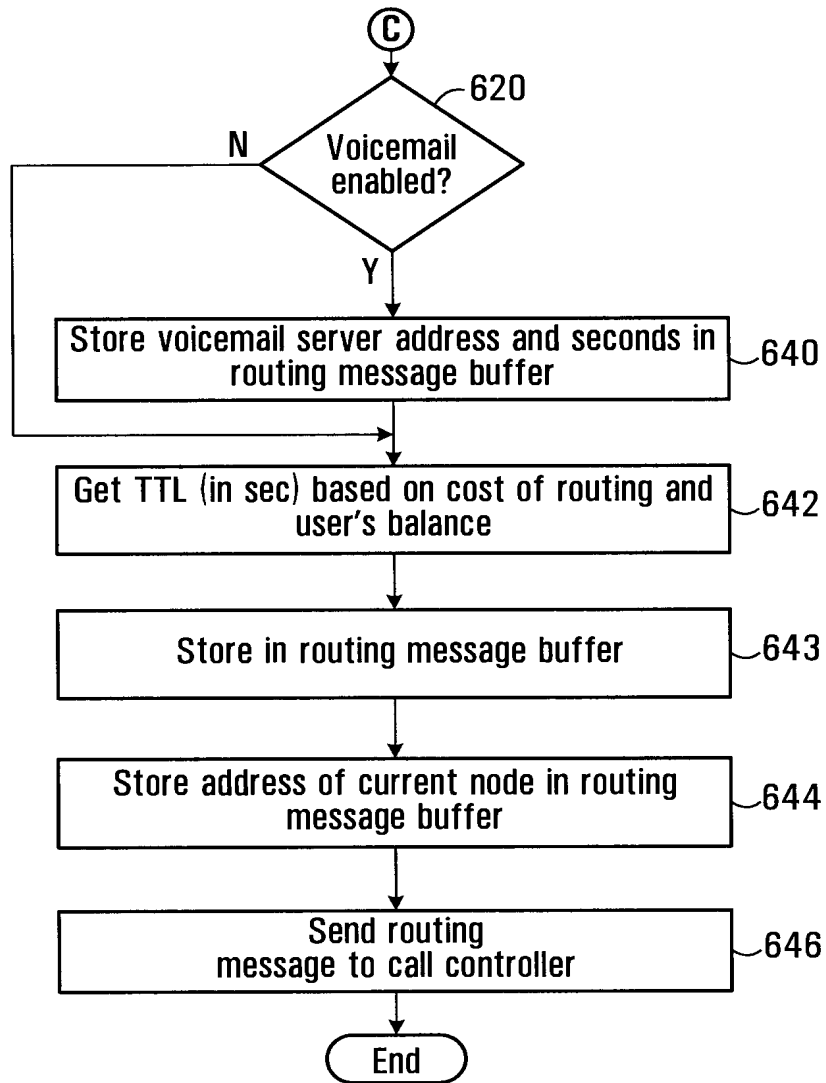 C
620
N
Voicemail
enabled?
Y
Store voicemail server address and seconds in
routing message buffer
640
Get TTL (in sec) based on cost of routing and
user's balance
642
Store in routing message buffer
643
Store address of current node in routing
message buffer
644
Send routing
message to call controller
646
End